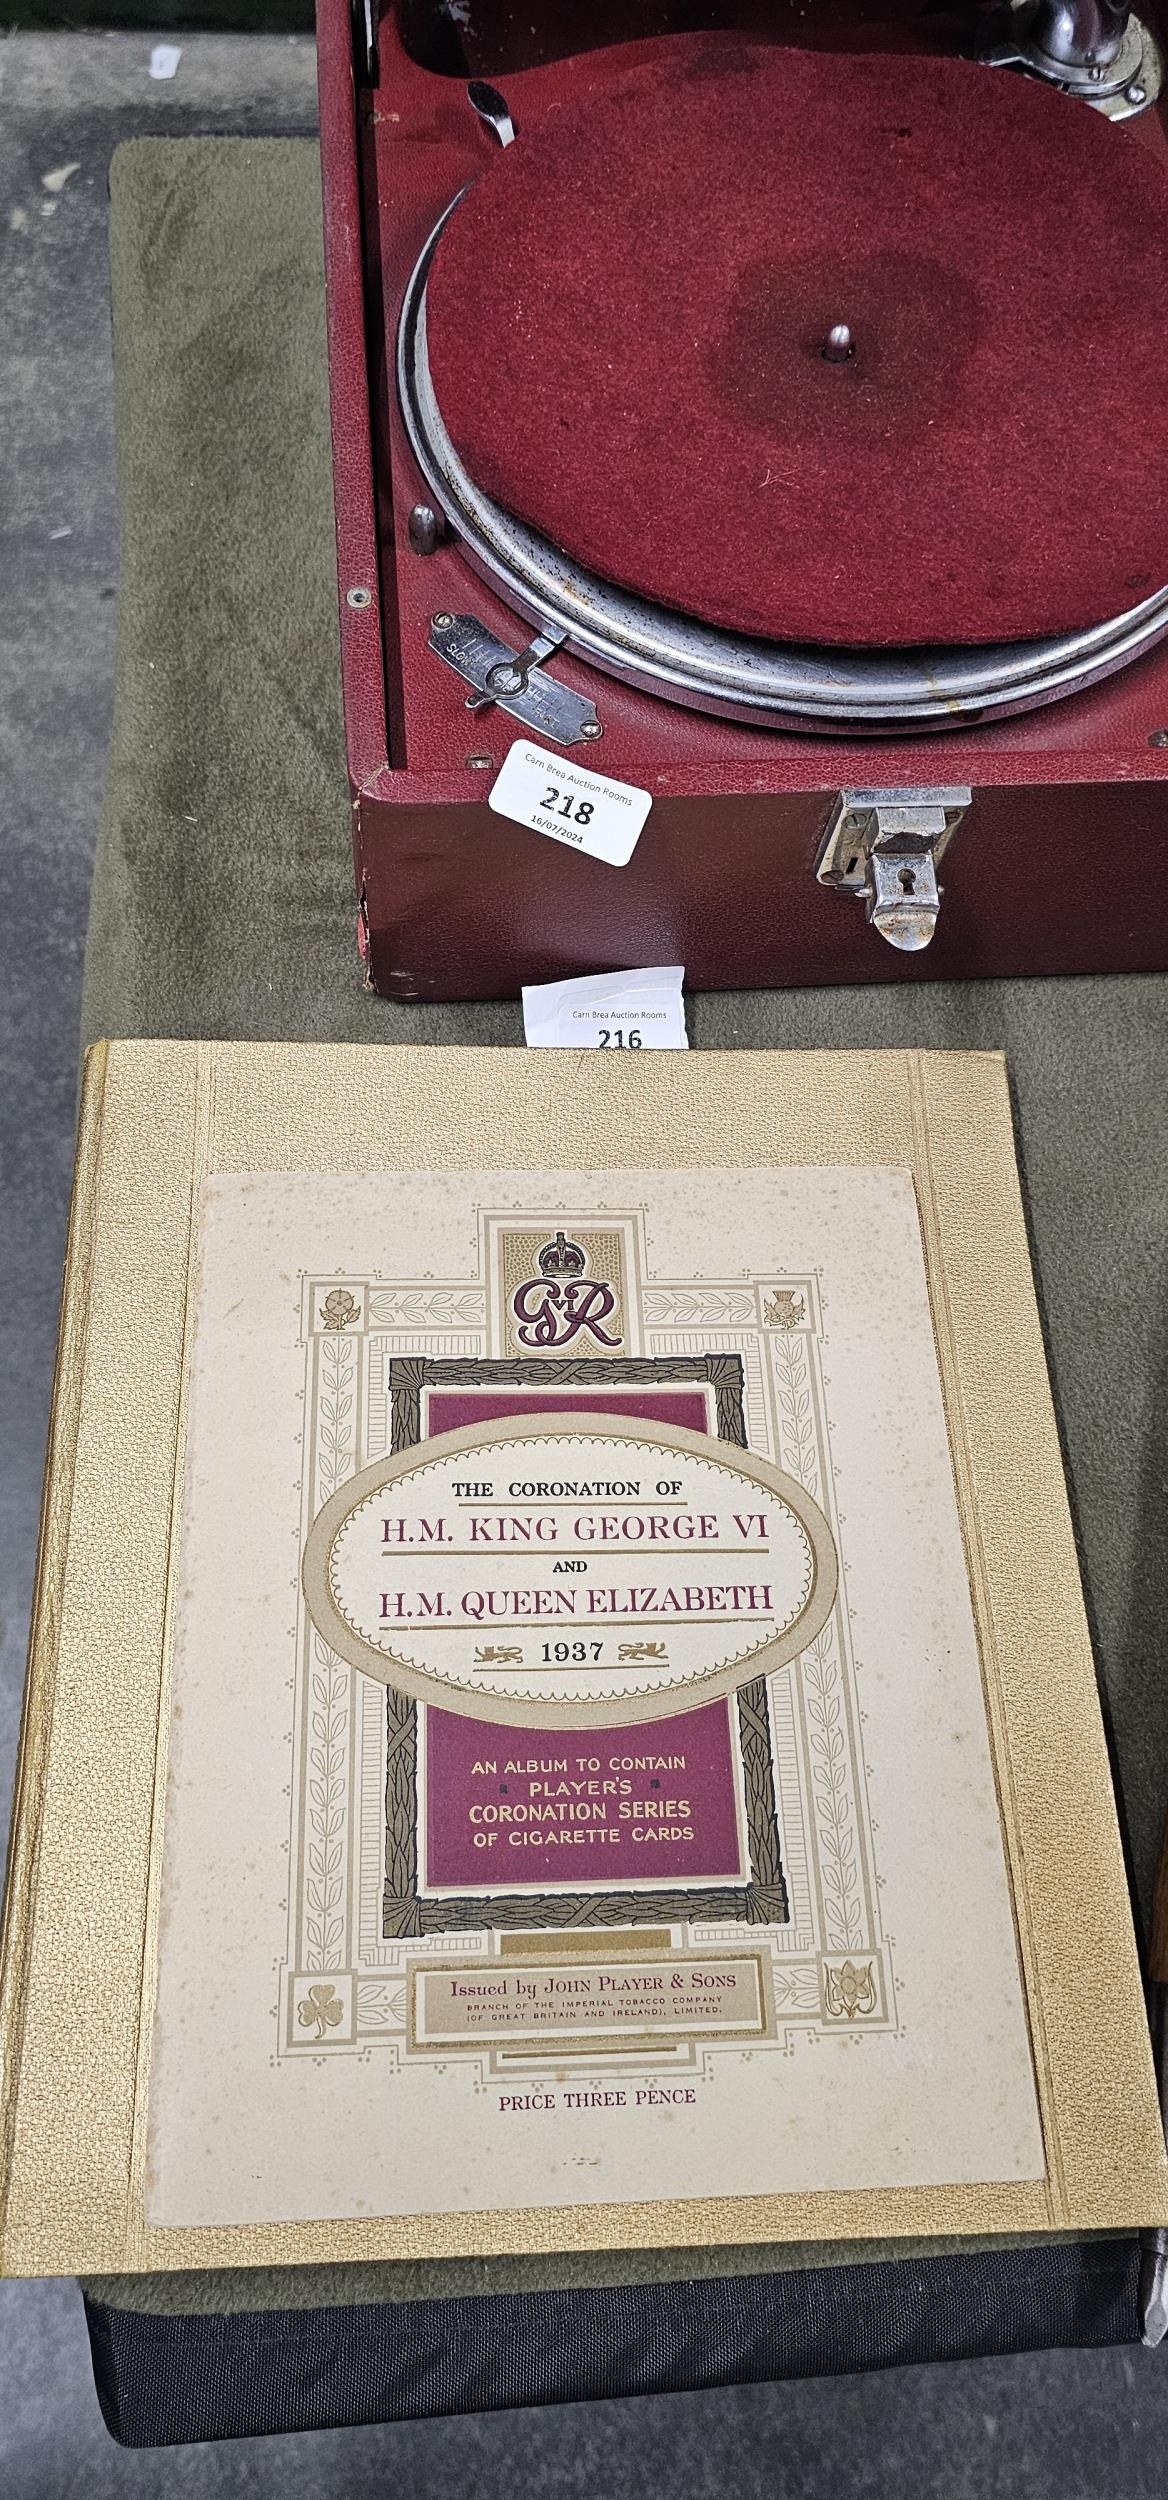 SLOW
Carn Brea Auction Rooms
218
16/07/2024
Carn Brea Auction Rooms
216
GVIR
THE CORONATION OF
H.M. KING GEORGE VI
AND
H.M. QUEEN ELIZABETH
1937
AN ALBUM TO CONTAIN
PLAYER'S
CORONATION SERIES
OF CIGARETTE CARDS
Issued by JOHN PLAYER & SONS
BRANCH OF THE IMPERIAL TOBACCO COMPANY
(OF GREAT BRITAIN AND IRELAND), LIMITED.
PRICE THREE PENCE